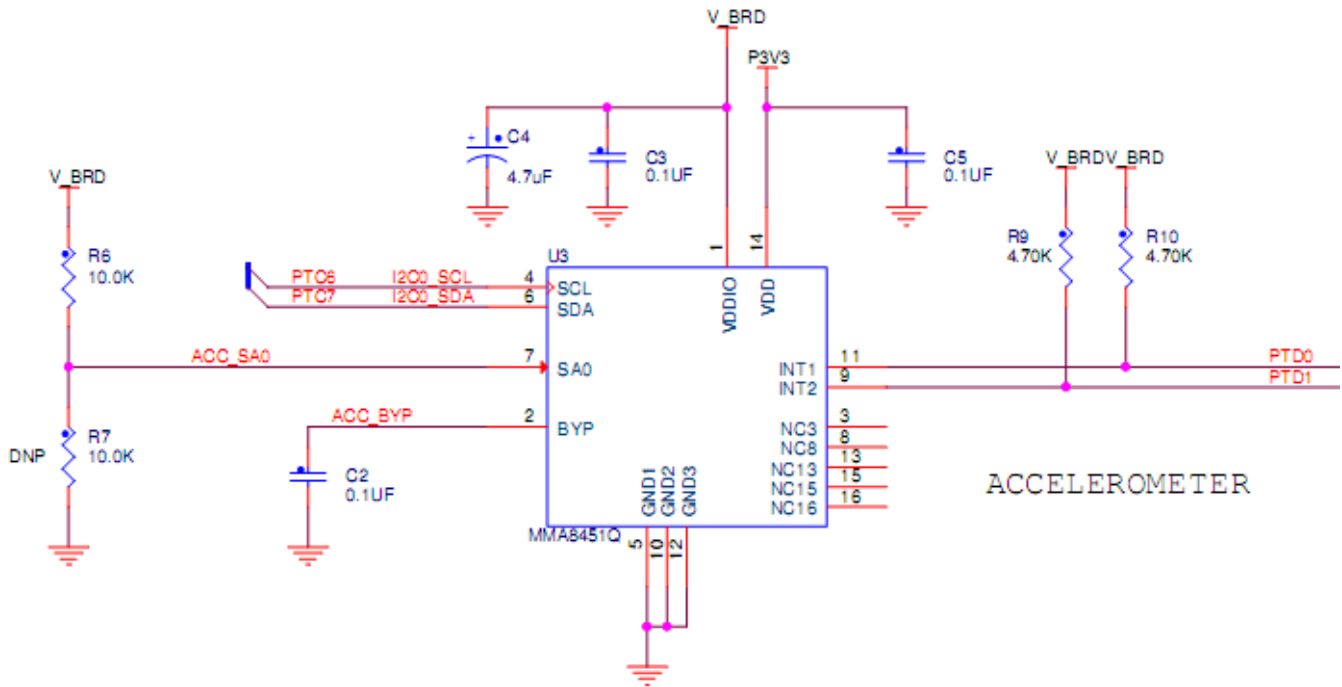 V_BRD
P3V3
C4
4.7uF
C3
0.1UF
C5
0.1UF
V_BRD
V_BRD
V_BRD
R6
10.0K
R9
4.70K
R10
4.70K
U3
1
14
PTC6 I2C0_SCL 4 SCL
PTC7 I2C0_SDA 6 SDA
VDDIO
VDD
ACC_SA0 7 SA0
INT1 11 PTD0
INT2 9 PTD1
ACC_BYP 2 BYP
NC3 3
NC8 8
NC13 13
NC15 15
NC16 16
DNP
R7
10.0K
C2
0.1UF
GND1
GND2
GND3
ACCELEROMETER
MMA8451Q
5
10
12